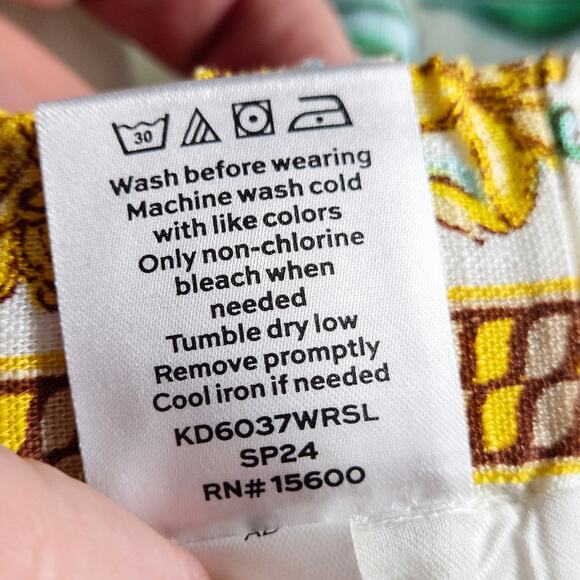 30
Wash before wearing
Machine wash cold
with like colors
Only non-chlorine
bleach when
needed
Tumble dry low
Remove promptly
Cool iron if needed
KD6037WRSL
SP24
RN# 15600